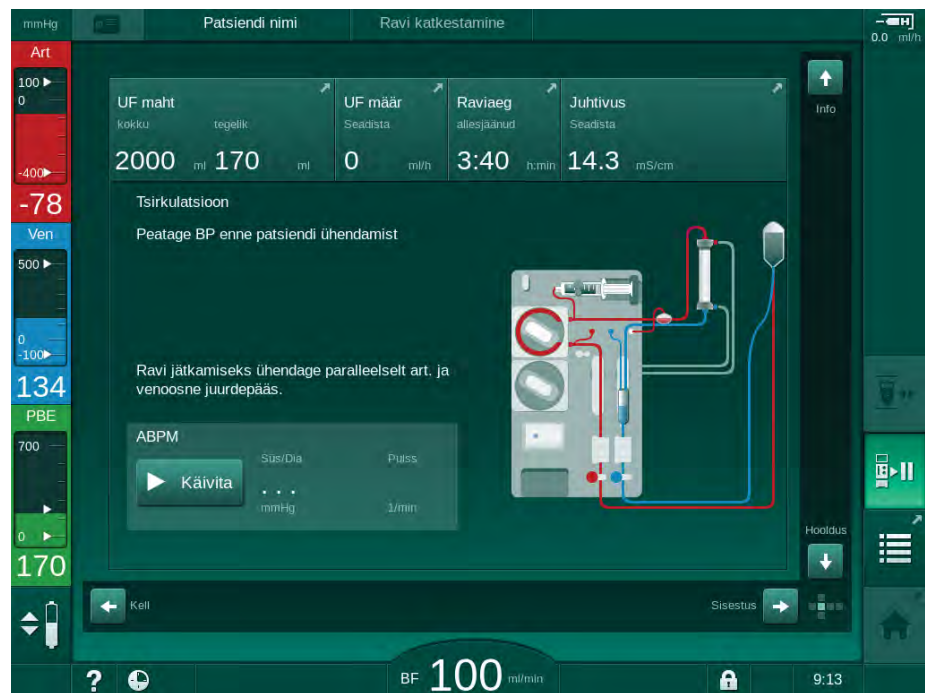 mmHg
Patsiendi nimi
Ravi katkestamine
0.0 ml/h
Art
100
0
-400
-78
Ven
500
0
-100
134
PBE
700
0
170
Info
UF maht
kokku tegelik
2000 ml 170 ml
UF määr
Seadista
0 ml/h
Raviaeg
allesjäänud
3:40 h:min
Juhtivus
Seadista
14.3 mS/cm
Tsirkulatsioon
Peatage BP enne patsiendi ühendamist
Ravi jätkamiseks ühendage paralleelselt art. ja
venoosne juurdepääs.
ABPM
Käivita
Süs/Dia
. . .
mmHg
Pulss
1/min
Hooldus
Kell
Sisestus
?
BF 100 ml/min
9:13